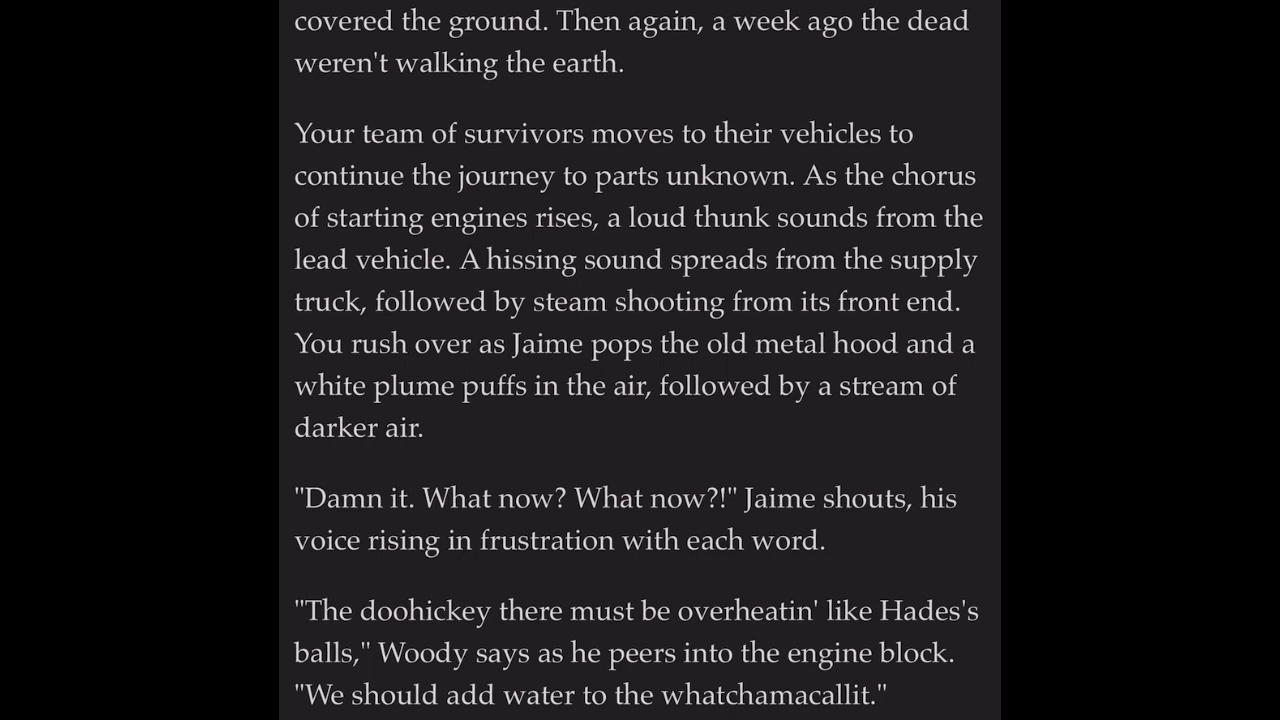 covered the ground. Then again, a week ago the dead
weren't walking the earth.
Your team of survivors moves to their vehicles to
continue the journey to parts unknown. As the chorus
of starting engines rises, a loud thunk sounds from the
lead vehicle. A hissing sound spreads from the supply
truck, followed by steam shooting from its front end.
You rush over as Jaime pops the old metal hood and a
white plume puffs in the air, followed by a stream of
darker air.
"Damn it. What now? What now?!" Jaime shouts, his
voice rising in frustration with each word.
"The doohickey there must be overheatin' like Hades's
balls," Woody says as he peers into the engine block.
"We should add water to the whatchamacallit."